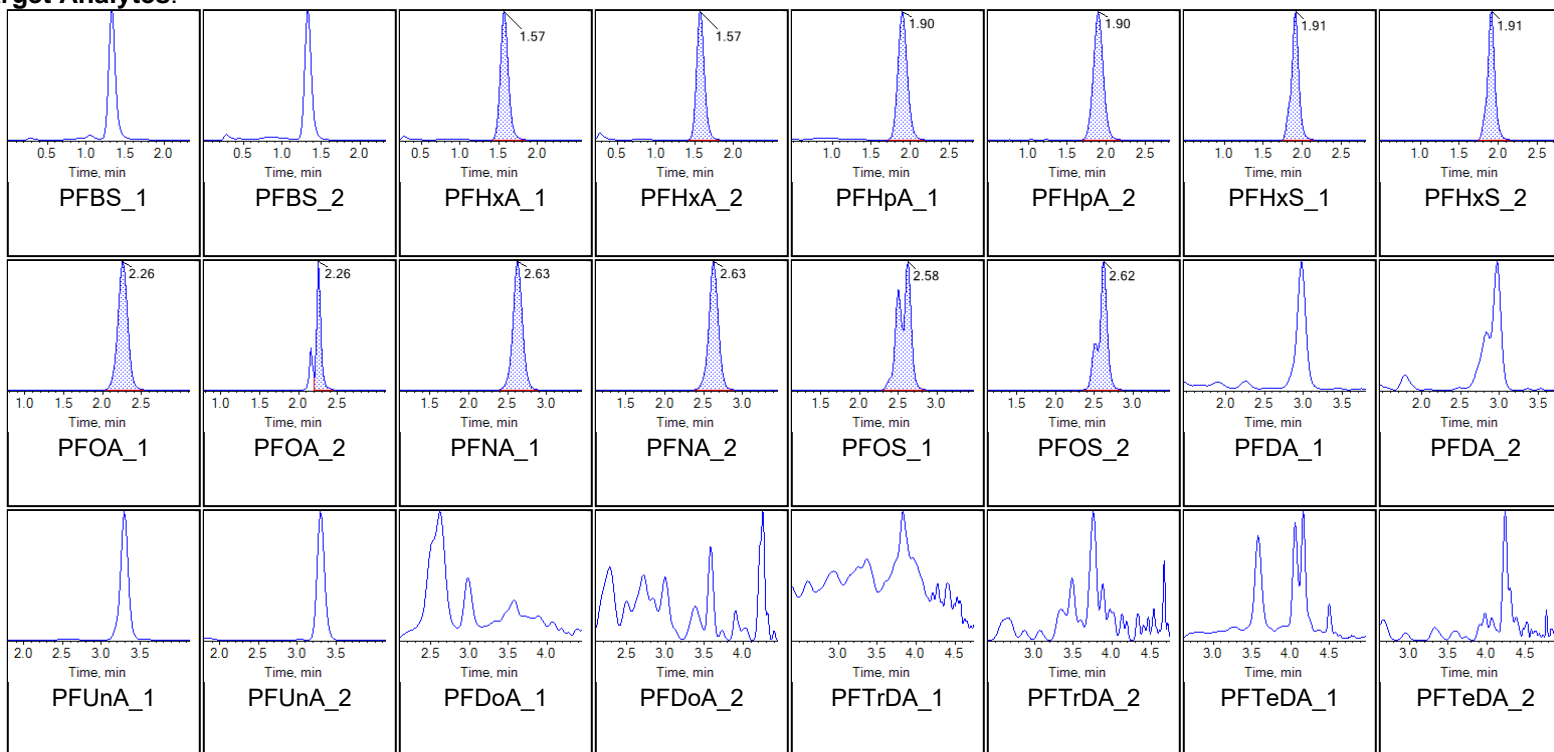 rget Analytes:
1.57 1.57 1.90 1.90 1.91 1.91
0.5 1.0 1.5 2.0 0.5 1.0 1.5 2.0 0.5 1.0 1.5 2.0 0.5 1.0 1.5 2.0 1.0 1.5 2.0 2.5 1.0 1.5 2.0 2.5 1.0 1.5 2.0 2.5 1.0 1.5 2.0 2.5
Time, min Time, min Time, min Time, min Time, min Time, min Time, min Time, min
PFBS_1 PFBS_2 PFHxA_1 PFHxA_2 PFHpA_1 PFHpA_2 PFHxS_1 PFHxS_2
2.26 2.26 2.63 2.63 2.58 2.62
1.0 1.5 2.0 2.5 1.0 1.5 2.0 2.5 1.5 2.0 2.5 3.0 1.5 2.0 2.5 3.0 1.5 2.0 2.5 3.0 1.5 2.0 2.5 3.0 2.0 2.5 3.0 3.5 2.0 2.5 3.0 3.5
Time, min Time, min Time, min Time, min Time, min Time, min Time, min Time, min
PFOA_1 PFOA_2 PFNA_1 PFNA_2 PFOS_1 PFOS_2 PFDA_1 PFDA_2
2.0 2.5 3.0 3.5 2.0 2.5 3.0 3.5 2.5 3.0 3.5 4.0 2.5 3.0 3.5 4.0 3.0 3.5 4.0 4.5 3.0 3.5 4.0 4.5 3.0 3.5 4.0 4.5 3.0 3.5 4.0 4.5
Time, min Time, min Time, min Time, min Time, min Time, min Time, min Time, min
PFUnA_1 PFUnA_2 PFDoA_1 PFDoA_2 PFTrDA_1 PFTrDA_2 PFTeDA_1 PFTeDA_2